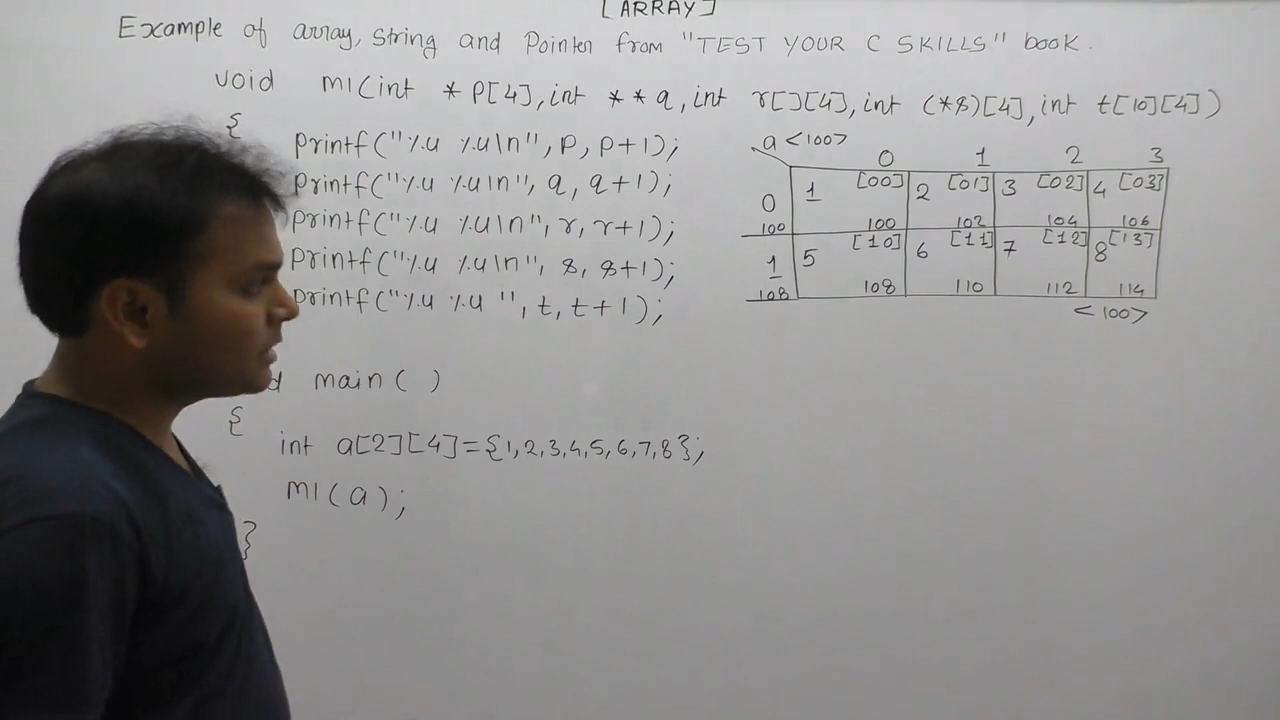 [ARRAY]
Example of array, string and Pointer from "TEST YOUR C SKILLS" book.
void m1(int *p[4], int **q, int r[][4], int (*s)[4], int t[10][4])
{
printf("%u %u\n", p, p+1);
printf("%u %u\n", q, q+1);
printf("%u %u\n", r, r+1);
printf("%u %u\n", s, s+1);
printf("%u %u ", t, t+1);
d main( )
{
int a[2][4]={1,2,3,4,5,6,7,8};
m1(a);
}
a <100>
0 1 2 3
0 1 [00] 2 [01] 3 [02] 4 [03]
100 100 102 104 106
1 5 [10] 6 [11] 7 [12] 8 [13]
108 108 110 112 114
<100>